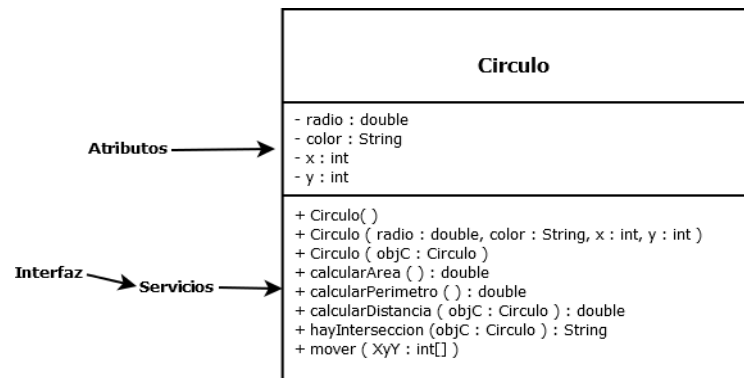 Circulo
- radio : double
- color : String
- x : int
- y : int
Atributos
+ Circulo( )
+ Circulo ( radio : double, color : String, x : int, y : int )
+ Circulo ( objC : Circulo )
+ calcularArea ( ) : double
+ calcularPerimetro ( ) : double
+ calcularDistancia ( objC : Circulo ) : double
+ hayInterseccion (objC : Circulo ) : String
+ mover ( XyY : int[] )
Interfaz
Servicios